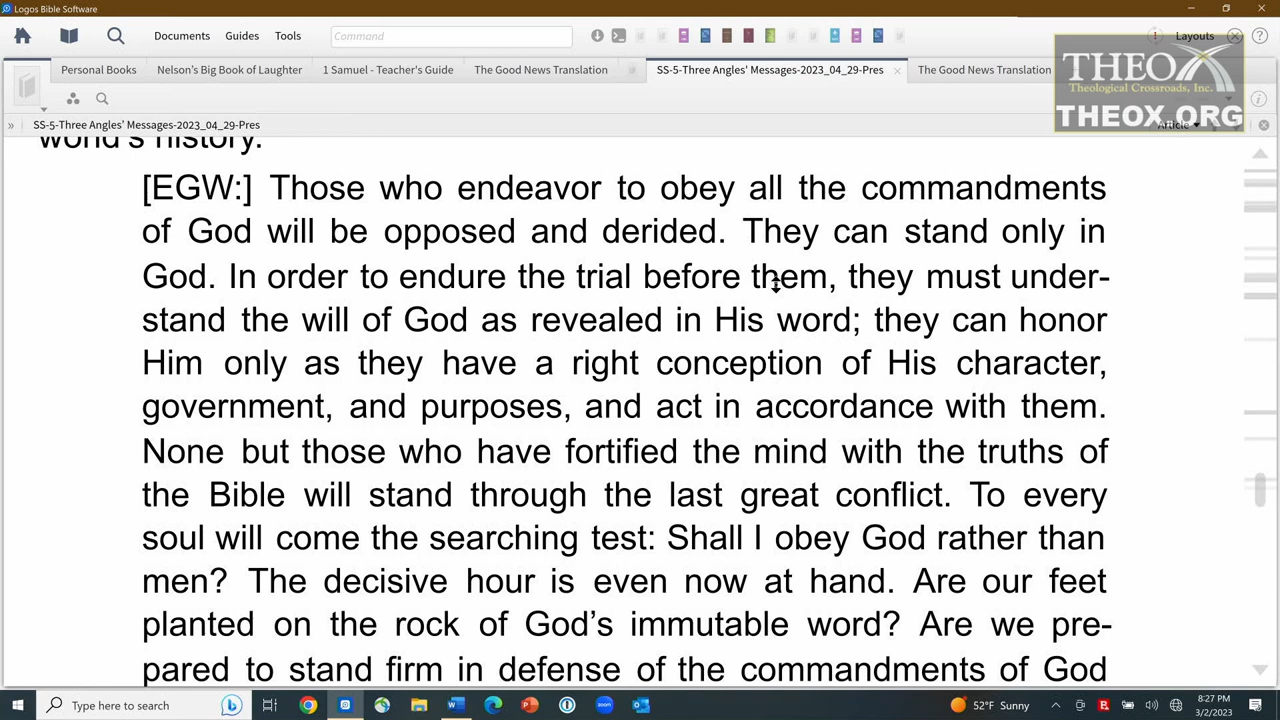 Logos Bible Software
Documents Guides Tools Command Layouts
Personal Books Nelson's Big Book of Laughter 1 Samuel - Teacher's Guide The Good News Translation SS-5-Three Angles' Messages-2023_04_29-Pres The Good News Translation
THEOX
Theological Crossroads, Inc.
THEOX.ORG
SS-5-Three Angles' Messages-2023_04_29-Pres Article
world's history.
[EGW:] Those who endeavor to obey all the commandments
of God will be opposed and derided. They can stand only in
God. In order to endure the trial before them, they must under-
stand the will of God as revealed in His word; they can honor
Him only as they have a right conception of His character,
government, and purposes, and act in accordance with them.
None but those who have fortified the mind with the truths of
the Bible will stand through the last great conflict. To every
soul will come the searching test: Shall I obey God rather than
men? The decisive hour is even now at hand. Are our feet
planted on the rock of God’s immutable word? Are we pre-
pared to stand firm in defense of the commandments of God
Type here to search 52°F Sunny 8:27 PM
3/2/2023